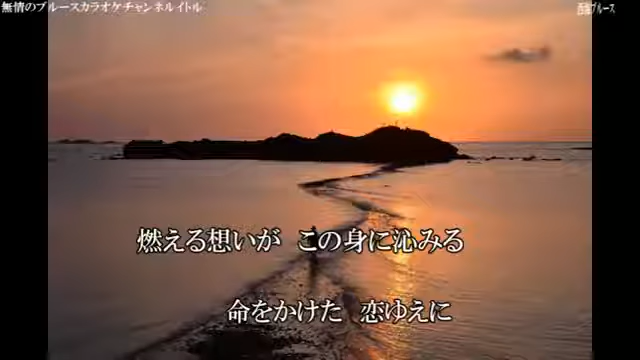 無情のブルースカラオケチャンネルイトル
ブルース
燃える想いが この身に沁みる
命をかけた 恋ゆえに